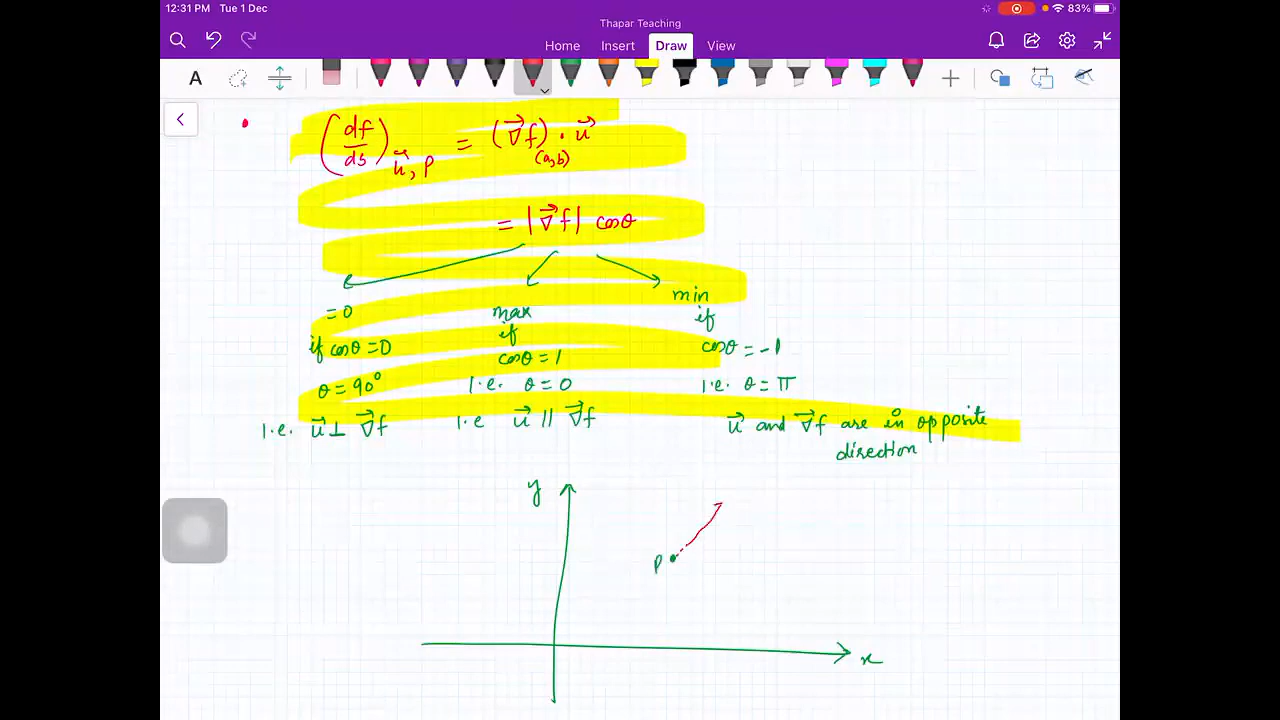 12:31 PM Tue 1 Dec
83%
Thapar Teaching
Home Insert Draw View
A
(df/ds)u⃗, P = (∇⃗f)(a,b) · u⃗
= |∇⃗f| cosθ
=0
if cosθ = 0
θ = 90°
i.e. u⃗ ⊥ ∇⃗f
max
if
cosθ = 1
i.e. θ = 0
i.e u⃗ // ∇⃗f
min
if
cosθ = -1
i.e. θ = π
u⃗ and ∇⃗f are in opposite
direction
y
P
x